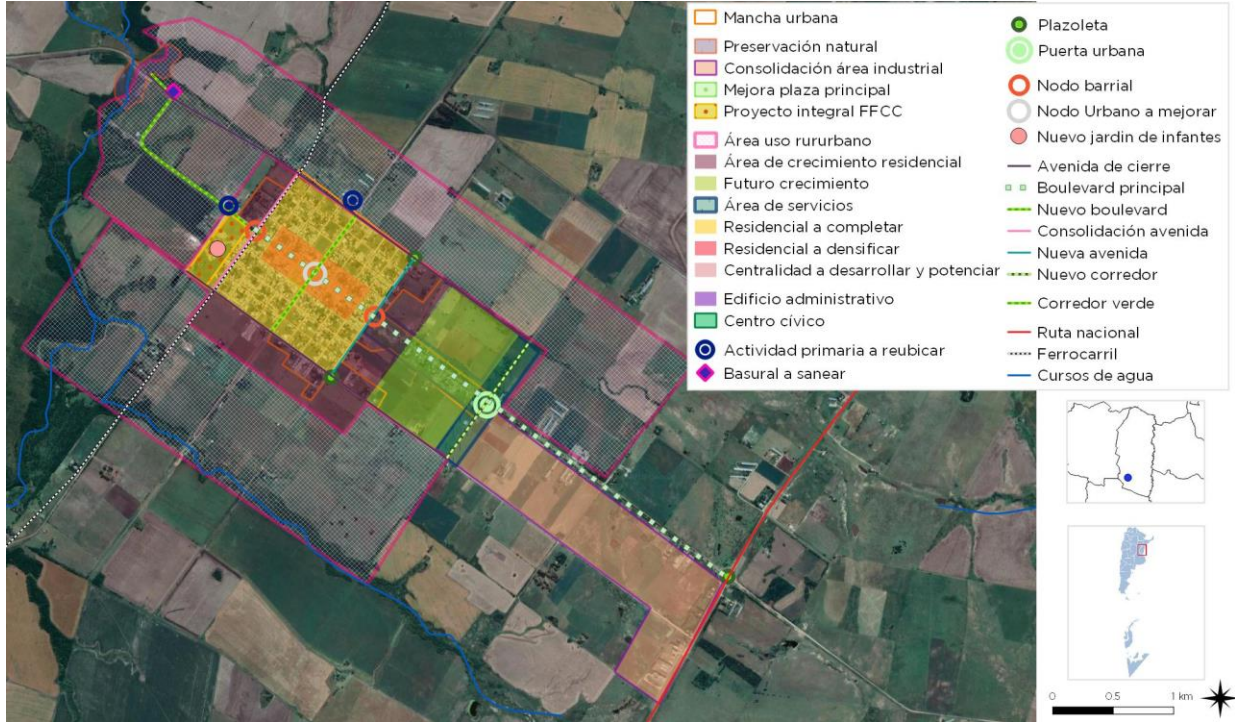 Mancha urbana
Preservación natural
Consolidación área industrial
Mejora plaza principal
Proyecto integral FFCC
Área uso rururbano
Área de crecimiento residencial
Futuro crecimiento
Área de servicios
Residencial a completar
Residencial a densificar
Centralidad a desarrollar y potenciar
Edificio administrativo
Centro cívico
Actividad primaria a reubicar
Basural a sanear
Plazoleta
Puerta urbana
Nodo barrial
Nodo Urbano a mejorar
Nuevo jardin de infantes
Avenida de cierre
Boulevard principal
Nuevo boulevard
Consolidación avenida
Nueva avenida
Nuevo corredor
Corredor verde
Ruta nacional
Ferrocarril
Cursos de agua
0 0.5 1 km